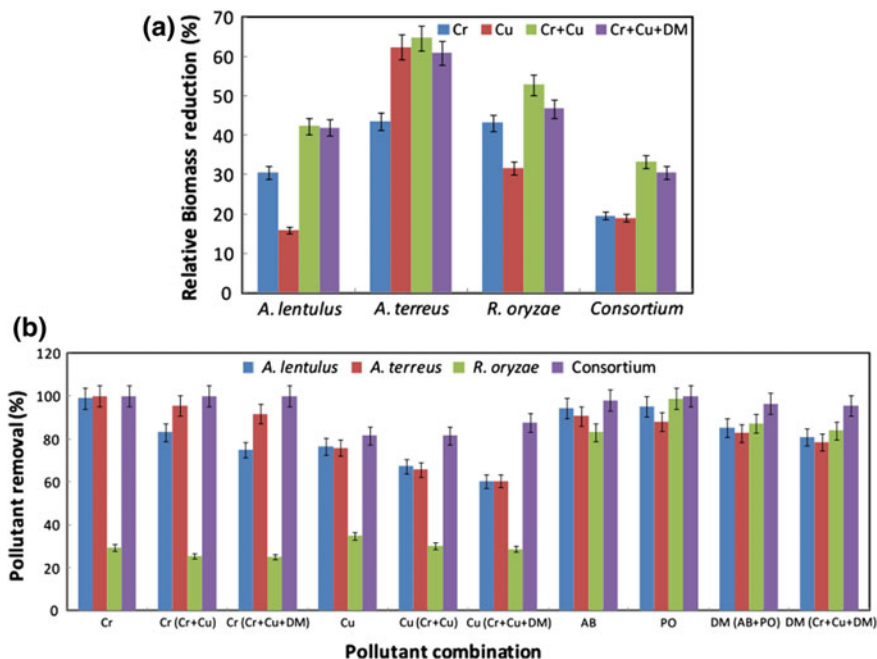 (a)
Relative Biomass reduction (%)
70
60
50
40
30
20
10
0
Cr Cu Cr+Cu Cr+Cu+DM
A. lentulus A. terreus R. oryzae Consortium
(b)
Pollutant removal (%)
120
100
80
60
40
20
0
A. lentulus A. terreus R. oryzae Consortium
Cr Cr (Cr+Cu) Cr (Cr+Cu+DM) Cu Cu (Cr+Cu) Cu (Cr+Cu+DM) AB PO DM (AB+PO) DM (Cr+Cu+DM)
Pollutant combination